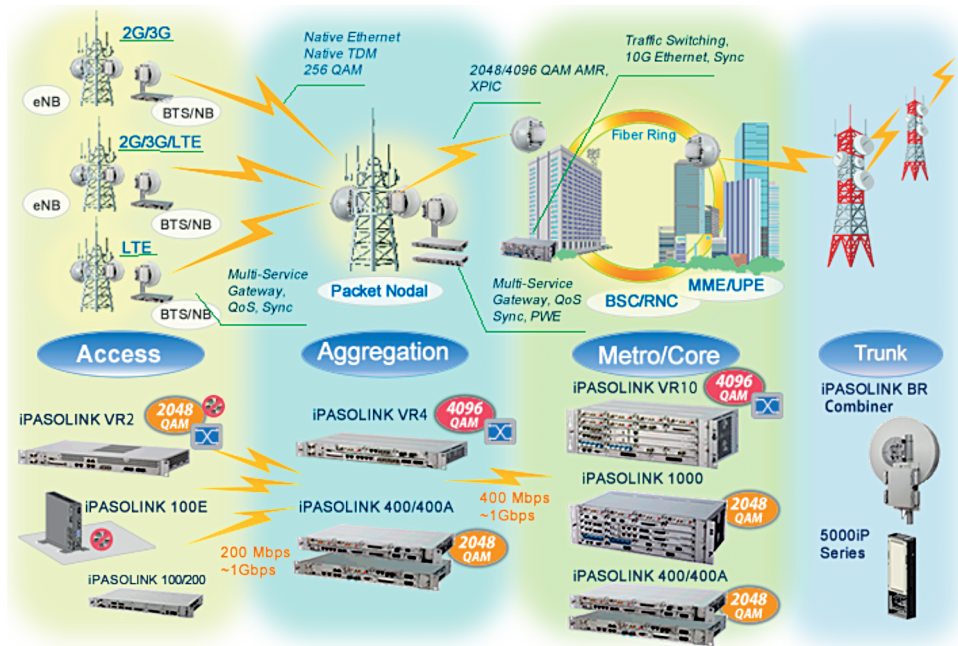 2G/3G
eNB
BTS/NB
2G/3G/LTE
eNB
BTS/NB
LTE
BTS/NB
Native Ethernet
Native TDM
256 QAM
Multi-Service
Gateway,
QoS, Sync
Packet Nodal
2048/4096 QAM AMR,
XPIC
Traffic Switching,
10G Ethernet, Sync
Fiber Ring
Multi-Service
Gateway, QoS
Sync, PWE
BSC/RNC
MME/UPE
Access
Aggregation
Metro/Core
Trunk
iPASOLINK VR2
2048
QAM
iPASOLINK 100E
200 Mbps
~1Gbps
iPASOLINK 100/200
iPASOLINK VR4
4096
QAM
iPASOLINK 400/400A
2048
QAM
400 Mbps
~1Gbps
iPASOLINK VR10
4096
QAM
iPASOLINK 1000
2048
QAM
iPASOLINK 400/400A
2048
QAM
iPASOLINK BR
Combiner
5000iP
Series